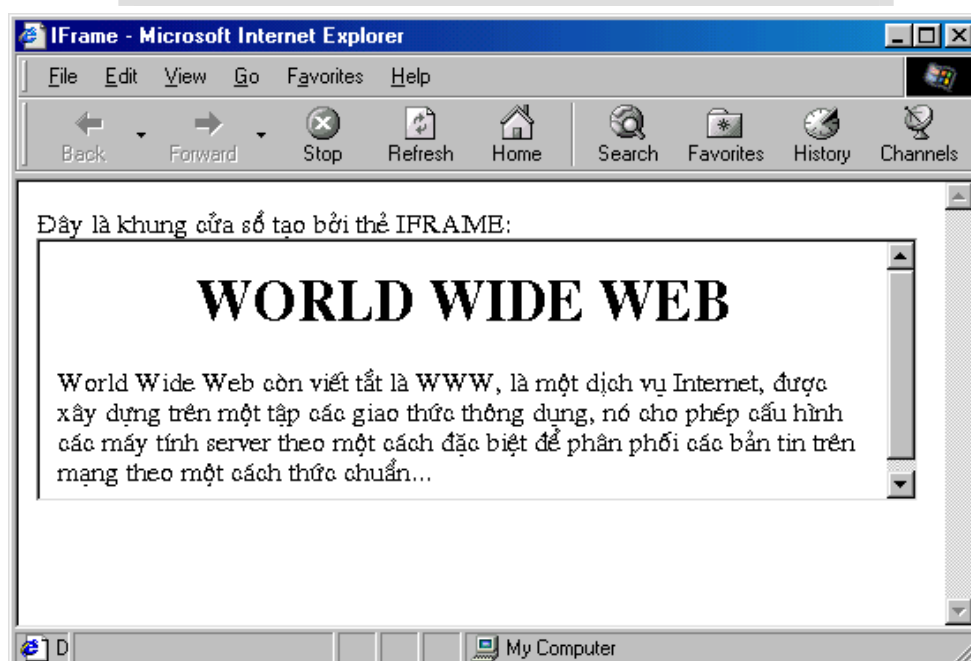 IFrame - Microsoft Internet Explorer
File Edit View Go Favorites Help
Back Forward Stop Refresh Home Search Favorites History Channels
Đây là khung cửa sổ tạo bởi thẻ IFRAME:
WORLD WIDE WEB
World Wide Web còn viết tắt là WWW, là một dịch vụ Internet, được
xây dựng trên một tập các giao thức thông dụng, nó cho phép cấu hình
các máy tính server theo một cách đặc biệt để phân phối các bản tin trên
mạng theo một cách thức chuẩn...
D My Computer